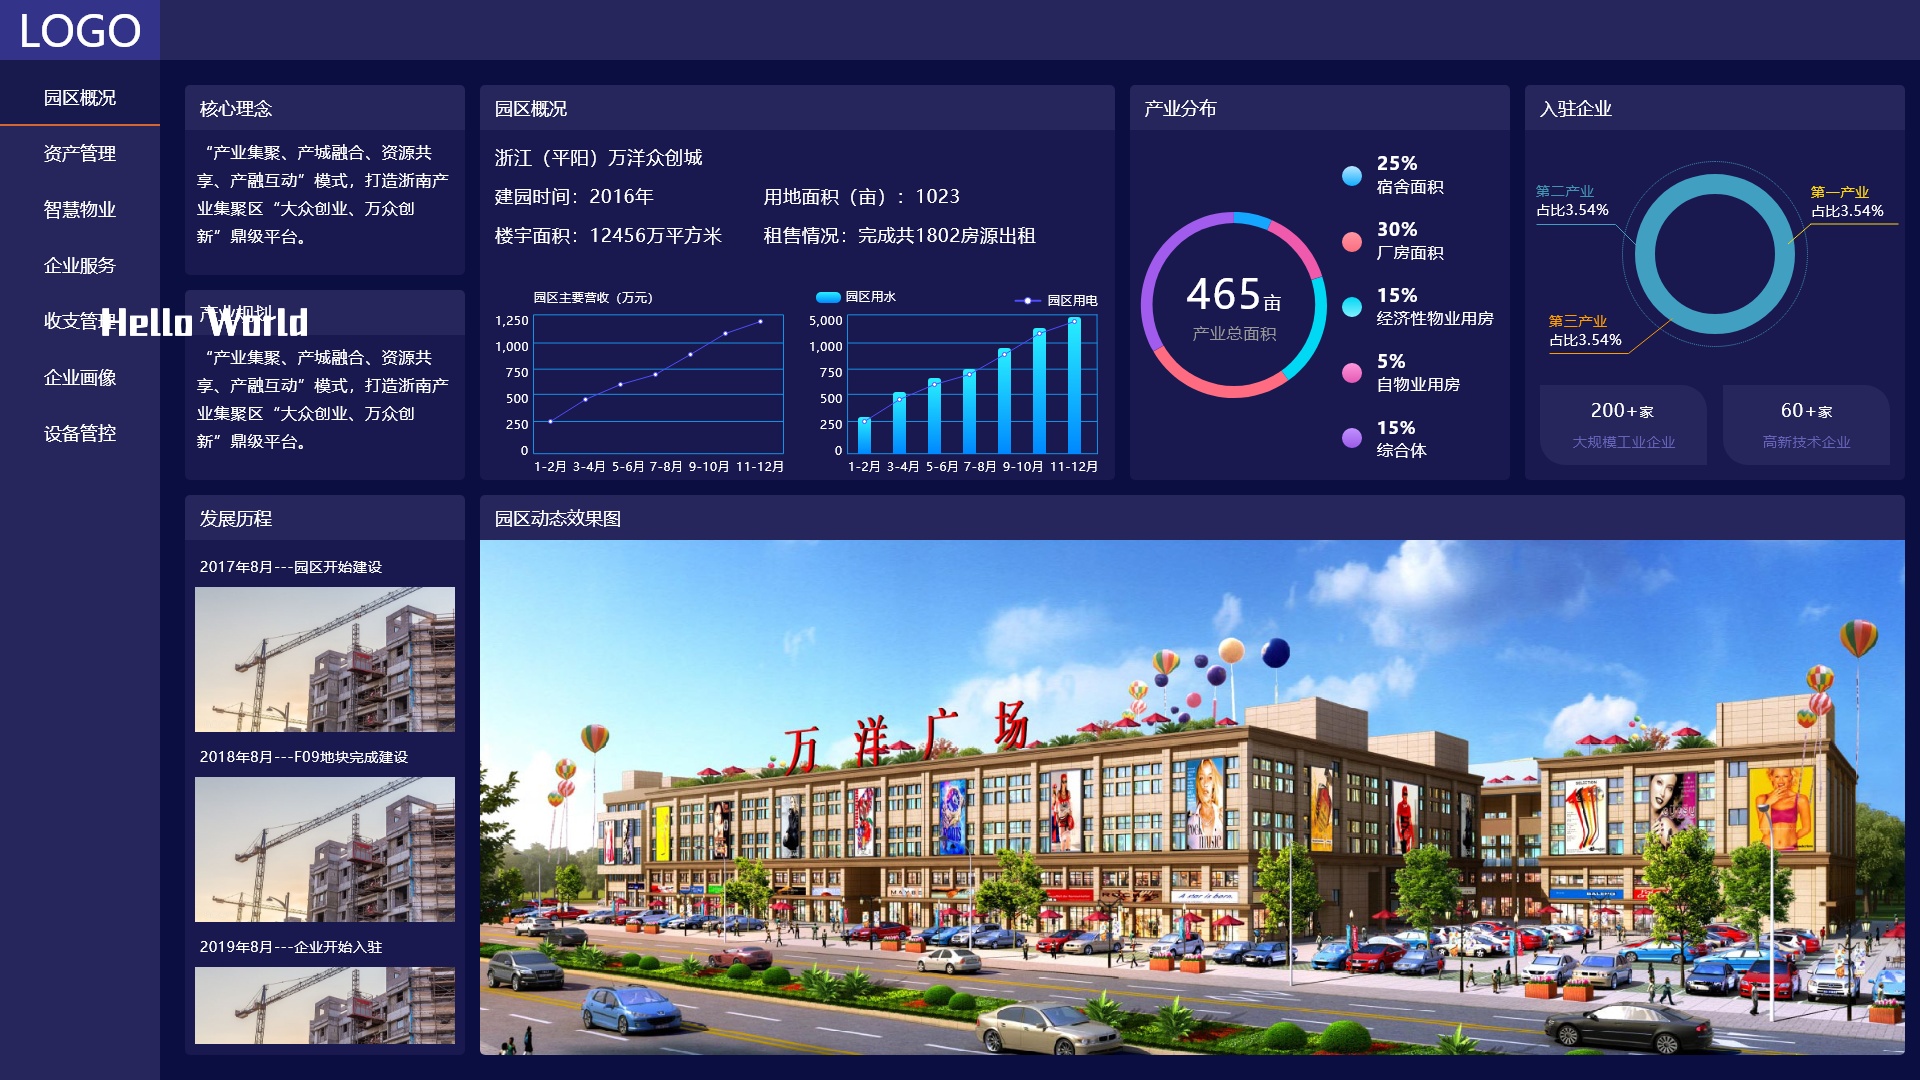 LOGO
园区概况
资产管理
智慧物业
企业服务
收支管理
企业画像
设备管控
Hello World
核心理念
“产业集聚、产城融合、资源共
享、产融互动”模式，打造浙南产
业集聚区“大众创业、万众创
新”鼎级平台。
产业规划
“产业集聚、产城融合、资源共
享、产融互动”模式，打造浙南产
业集聚区“大众创业、万众创
新”鼎级平台。
园区概况
浙江（平阳）万洋众创城
建园时间：2016年 用地面积（亩）：1023
楼宇面积：12456万平方米 租售情况：完成共1802房源出租
园区主要营收（万元）
1,250
1,000
750
500
250
0
1-2月 3-4月 5-6月 7-8月 9-10月 11-12月
园区用水 园区用电
5,000
1,000
750
500
250
0
1-2月 3-4月 5-6月 7-8月 9-10月 11-12月
产业分布
465亩
产业总面积
25%
宿舍面积
30%
厂房面积
15%
经济性物业用房
5%
自物业用房
15%
综合体
入驻企业
第二产业
占比3.54%
第一产业
占比3.54%
第三产业
占比3.54%
200+家
大规模工业企业
60+家
高新技术企业
发展历程
2017年8月---园区开始建设
2018年8月---F09地块完成建设
2019年8月---企业开始入驻
园区动态效果图
万洋广场